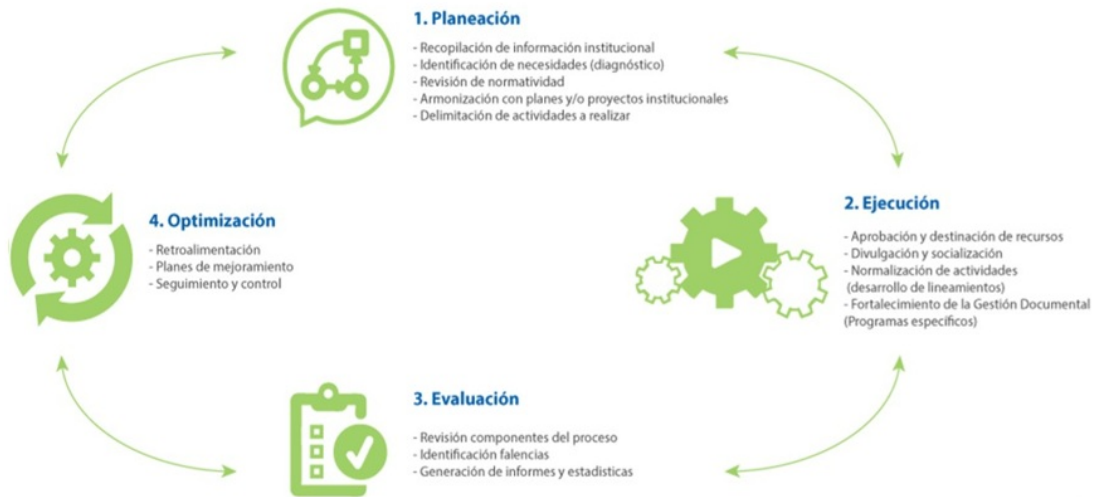 1. Planeación
- Recopilación de información institucional
- Identificación de necesidades (diagnóstico)
- Revisión de normatividad
- Armonización con planes y/o proyectos institucionales
- Delimitación de actividades a realizar
2. Ejecución
- Aprobación y destinación de recursos
- Divulgación y socialización
- Normalización de actividades
(desarrollo de lineamientos)
- Fortalecimiento de la Gestión Documental
(Programas específicos)
3. Evaluación
- Revisión componentes del proceso
- Identificación falencias
- Generación de informes y estadisticas
4. Optimización
- Retroalimentación
- Planes de mejoramiento
- Seguimiento y control